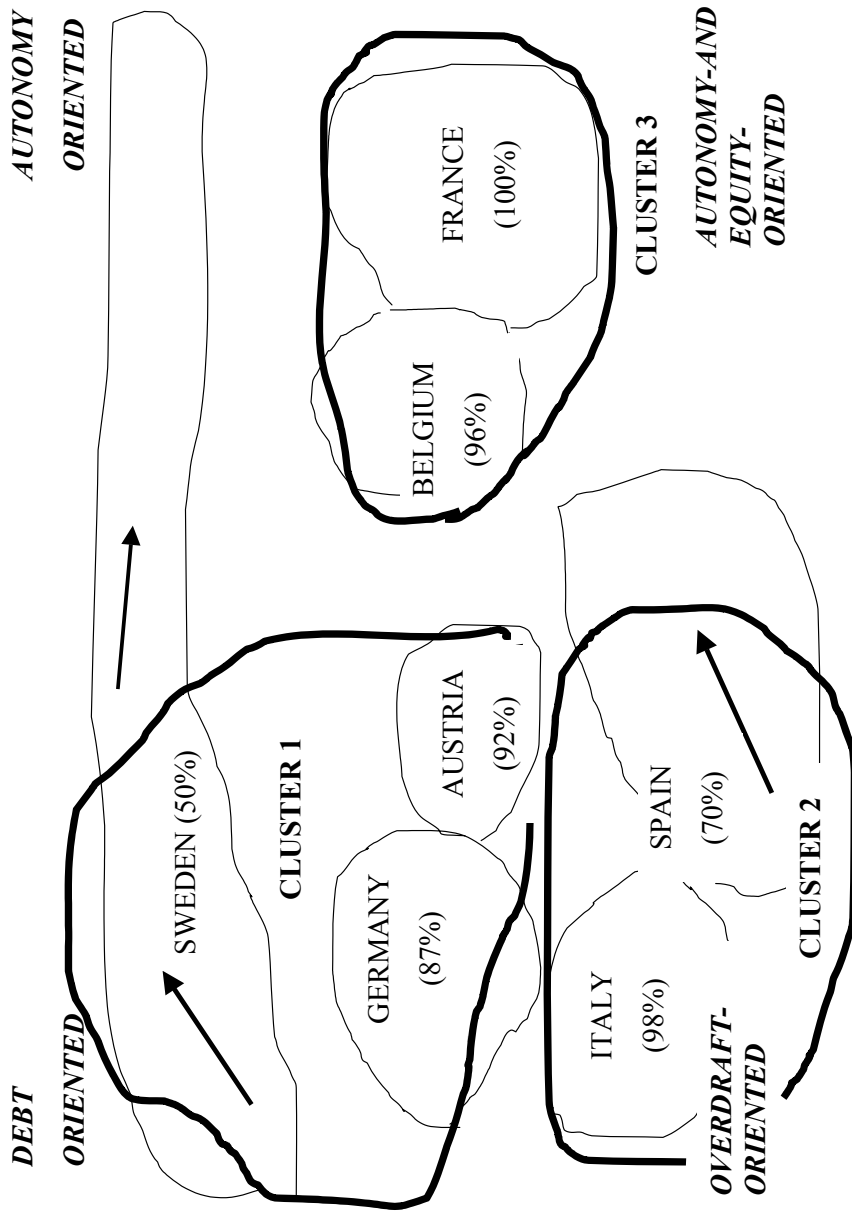 DEBT
ORIENTED
AUTONOMY
ORIENTED
SWEDEN (50%)
CLUSTER 1
GERMANY
(87%)
AUSTRIA
(92%)
BELGIUM
(96%)
FRANCE
(100%)
CLUSTER 3
ITALY
(98%)
SPAIN
(70%)
CLUSTER 2
OVERDRAFT-
ORIENTED
AUTONOMY-AND
EQUITY-
ORIENTED